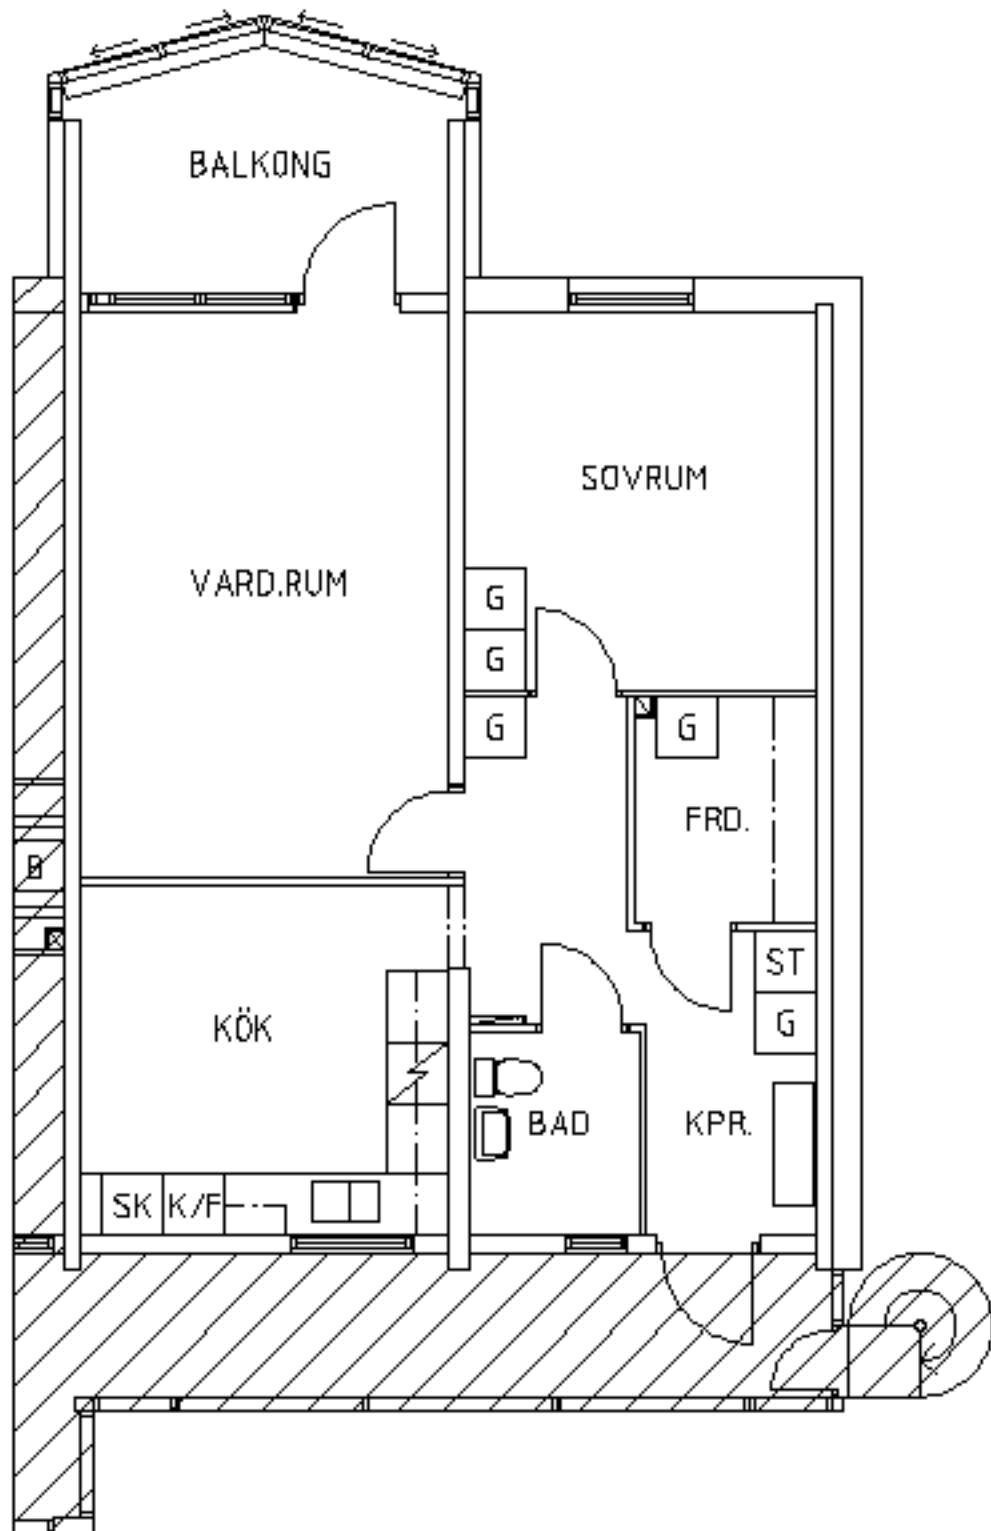 BALKONG
SOVRUM
VARD.RUM
G
G
G
G
FRD.
ST
G
KÖK
BAD
KPR.
SK
K/F